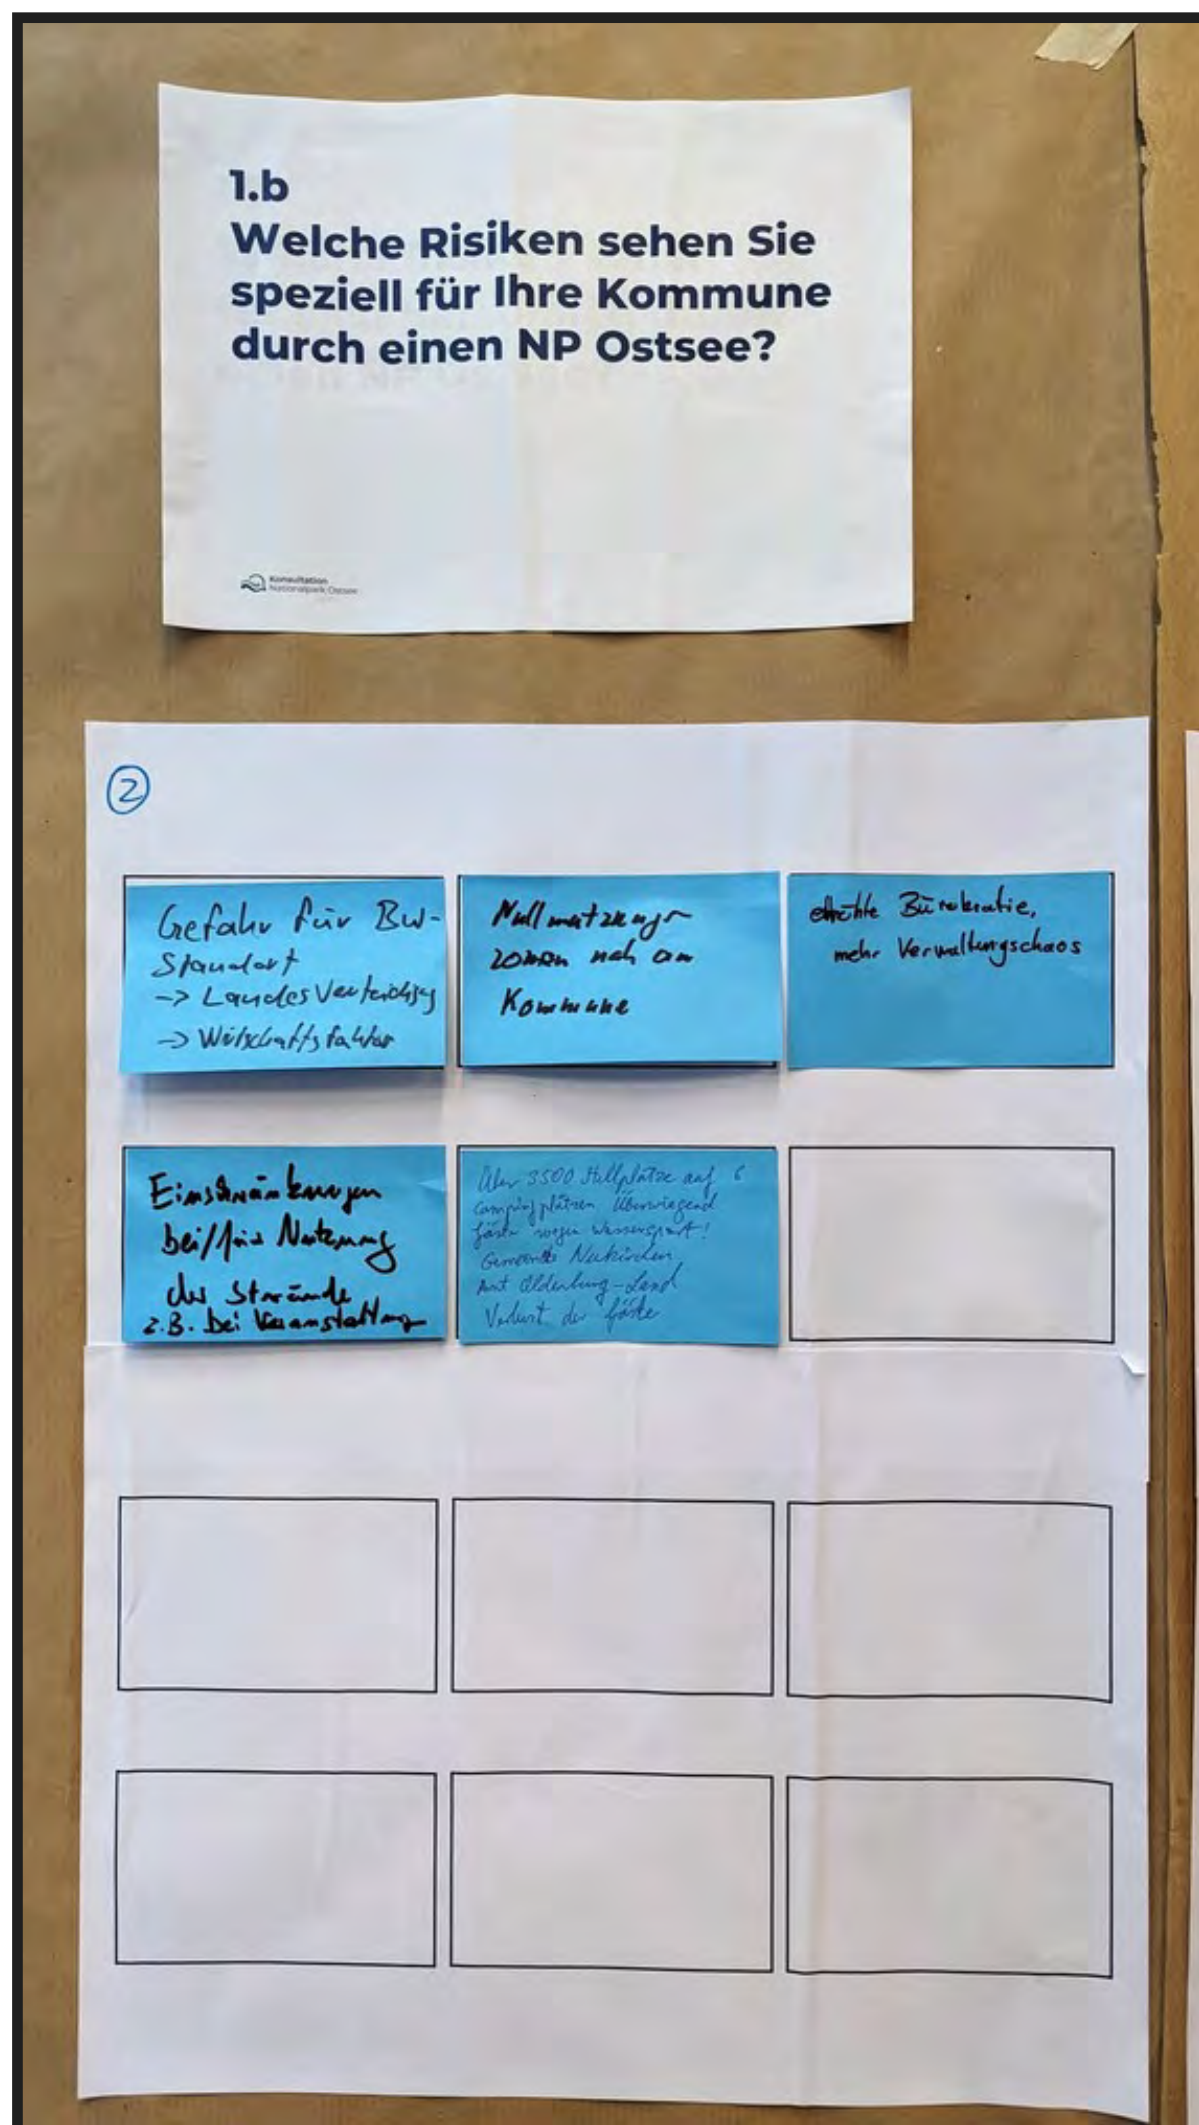 1.b
Welche Risiken sehen Sie
speziell für Ihre Kommune
durch einen NP Ostsee?
Konsultation
Nationalpark Ostsee
2
Gefahr für BW-
Standort
-> Landesverteidigung
-> Wirtschaftsfaktor
Nullnutzungs
zonen nah an
Kommune
erhöhte Bürokratie,
mehr Verwaltungschaos
Einschränkungen
bei/für Nutzung
der Strände
z.B. bei Veranstaltung
Über 3500 Stellplätze auf 6
Campingplätzen Überwiegend
Gäste wegen Wassersport!
Gemeinde Neukirchen
Amt Oldenburg-Land
Verlust der Gäste